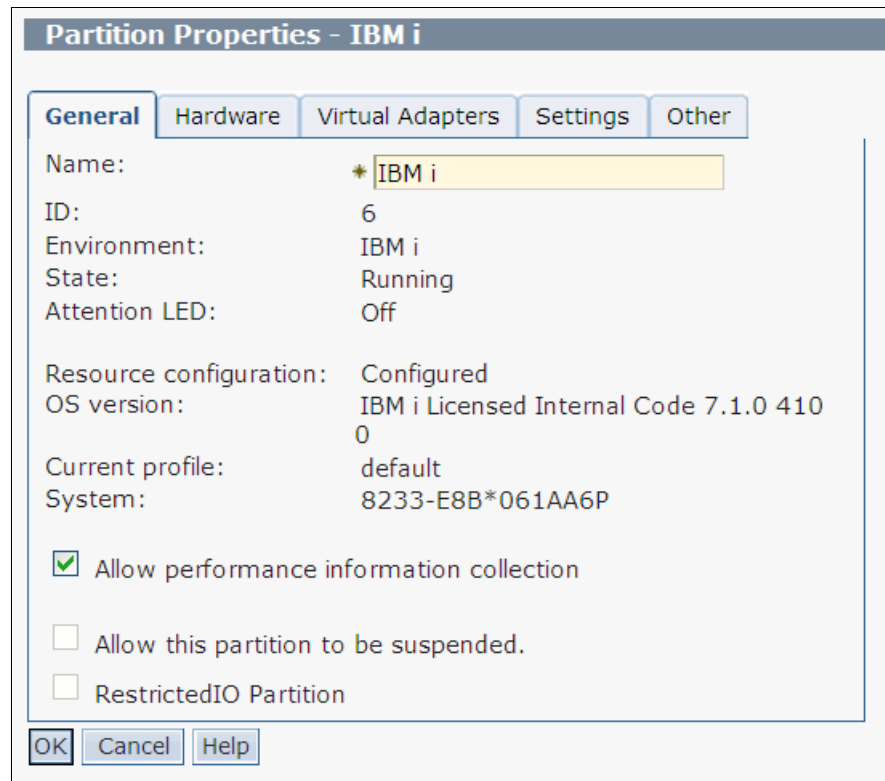 Partition Properties - IBM i
General Hardware Virtual Adapters Settings Other
Name: * IBM i
ID: 6
Environment: IBM i
State: Running
Attention LED: Off
Resource configuration: Configured
OS version: IBM i Licensed Internal Code 7.1.0 410
0
Current profile: default
System: 8233-E8B*061AA6P
Allow performance information collection
Allow this partition to be suspended.
RestrictedIO Partition
OK Cancel Help